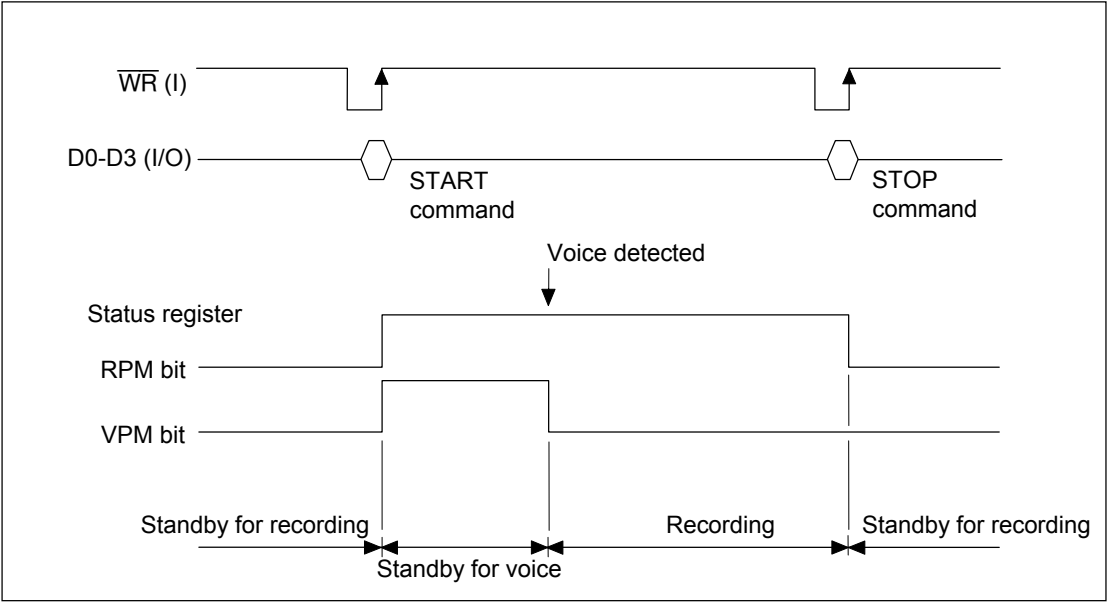 W̅R̅ (I)
D0-D3 (I/O)
START
command
STOP
command
Voice detected
Status register
RPM bit
VPM bit
Standby for recording
Recording
Standby for recording
Standby for voice